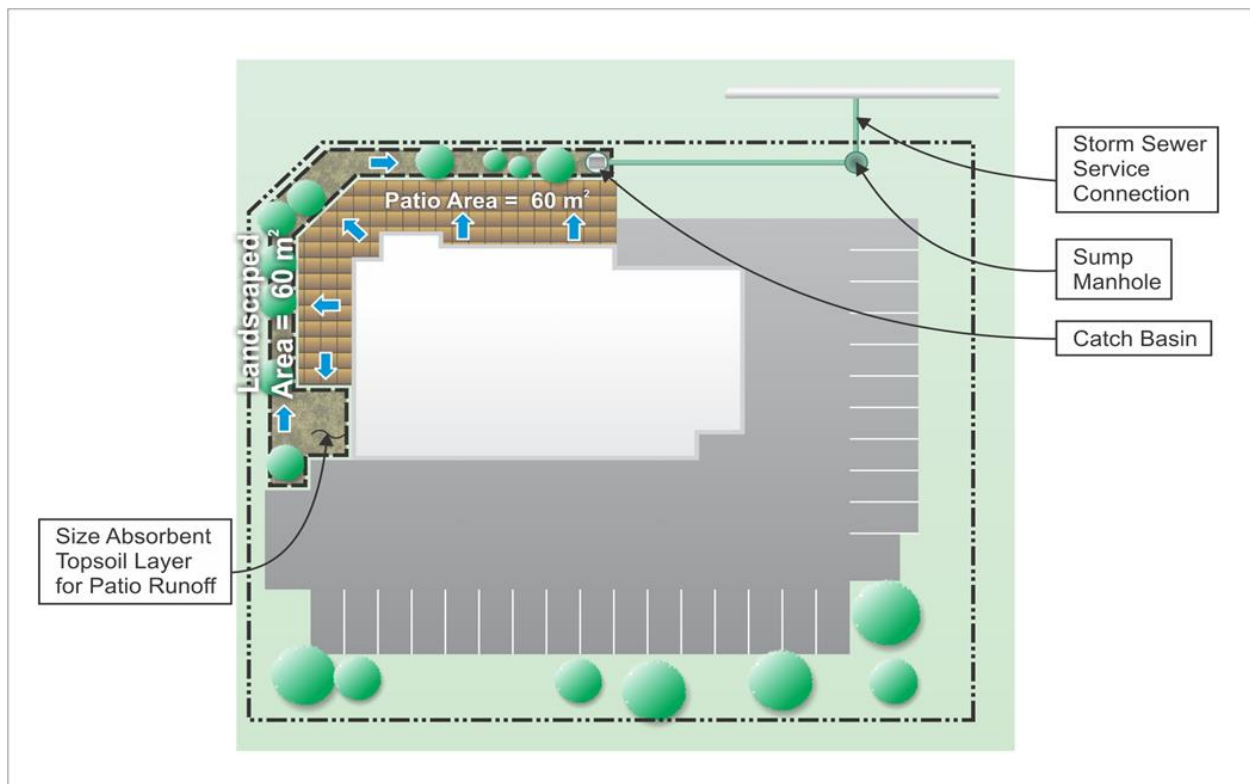 Storm Sewer
Service
Connection
Patio Area = 60 m²
Landscaped
Area = 60 m²
Sump
Manhole
Catch Basin
Size Absorbent
Topsoil Layer
for Patio Runoff